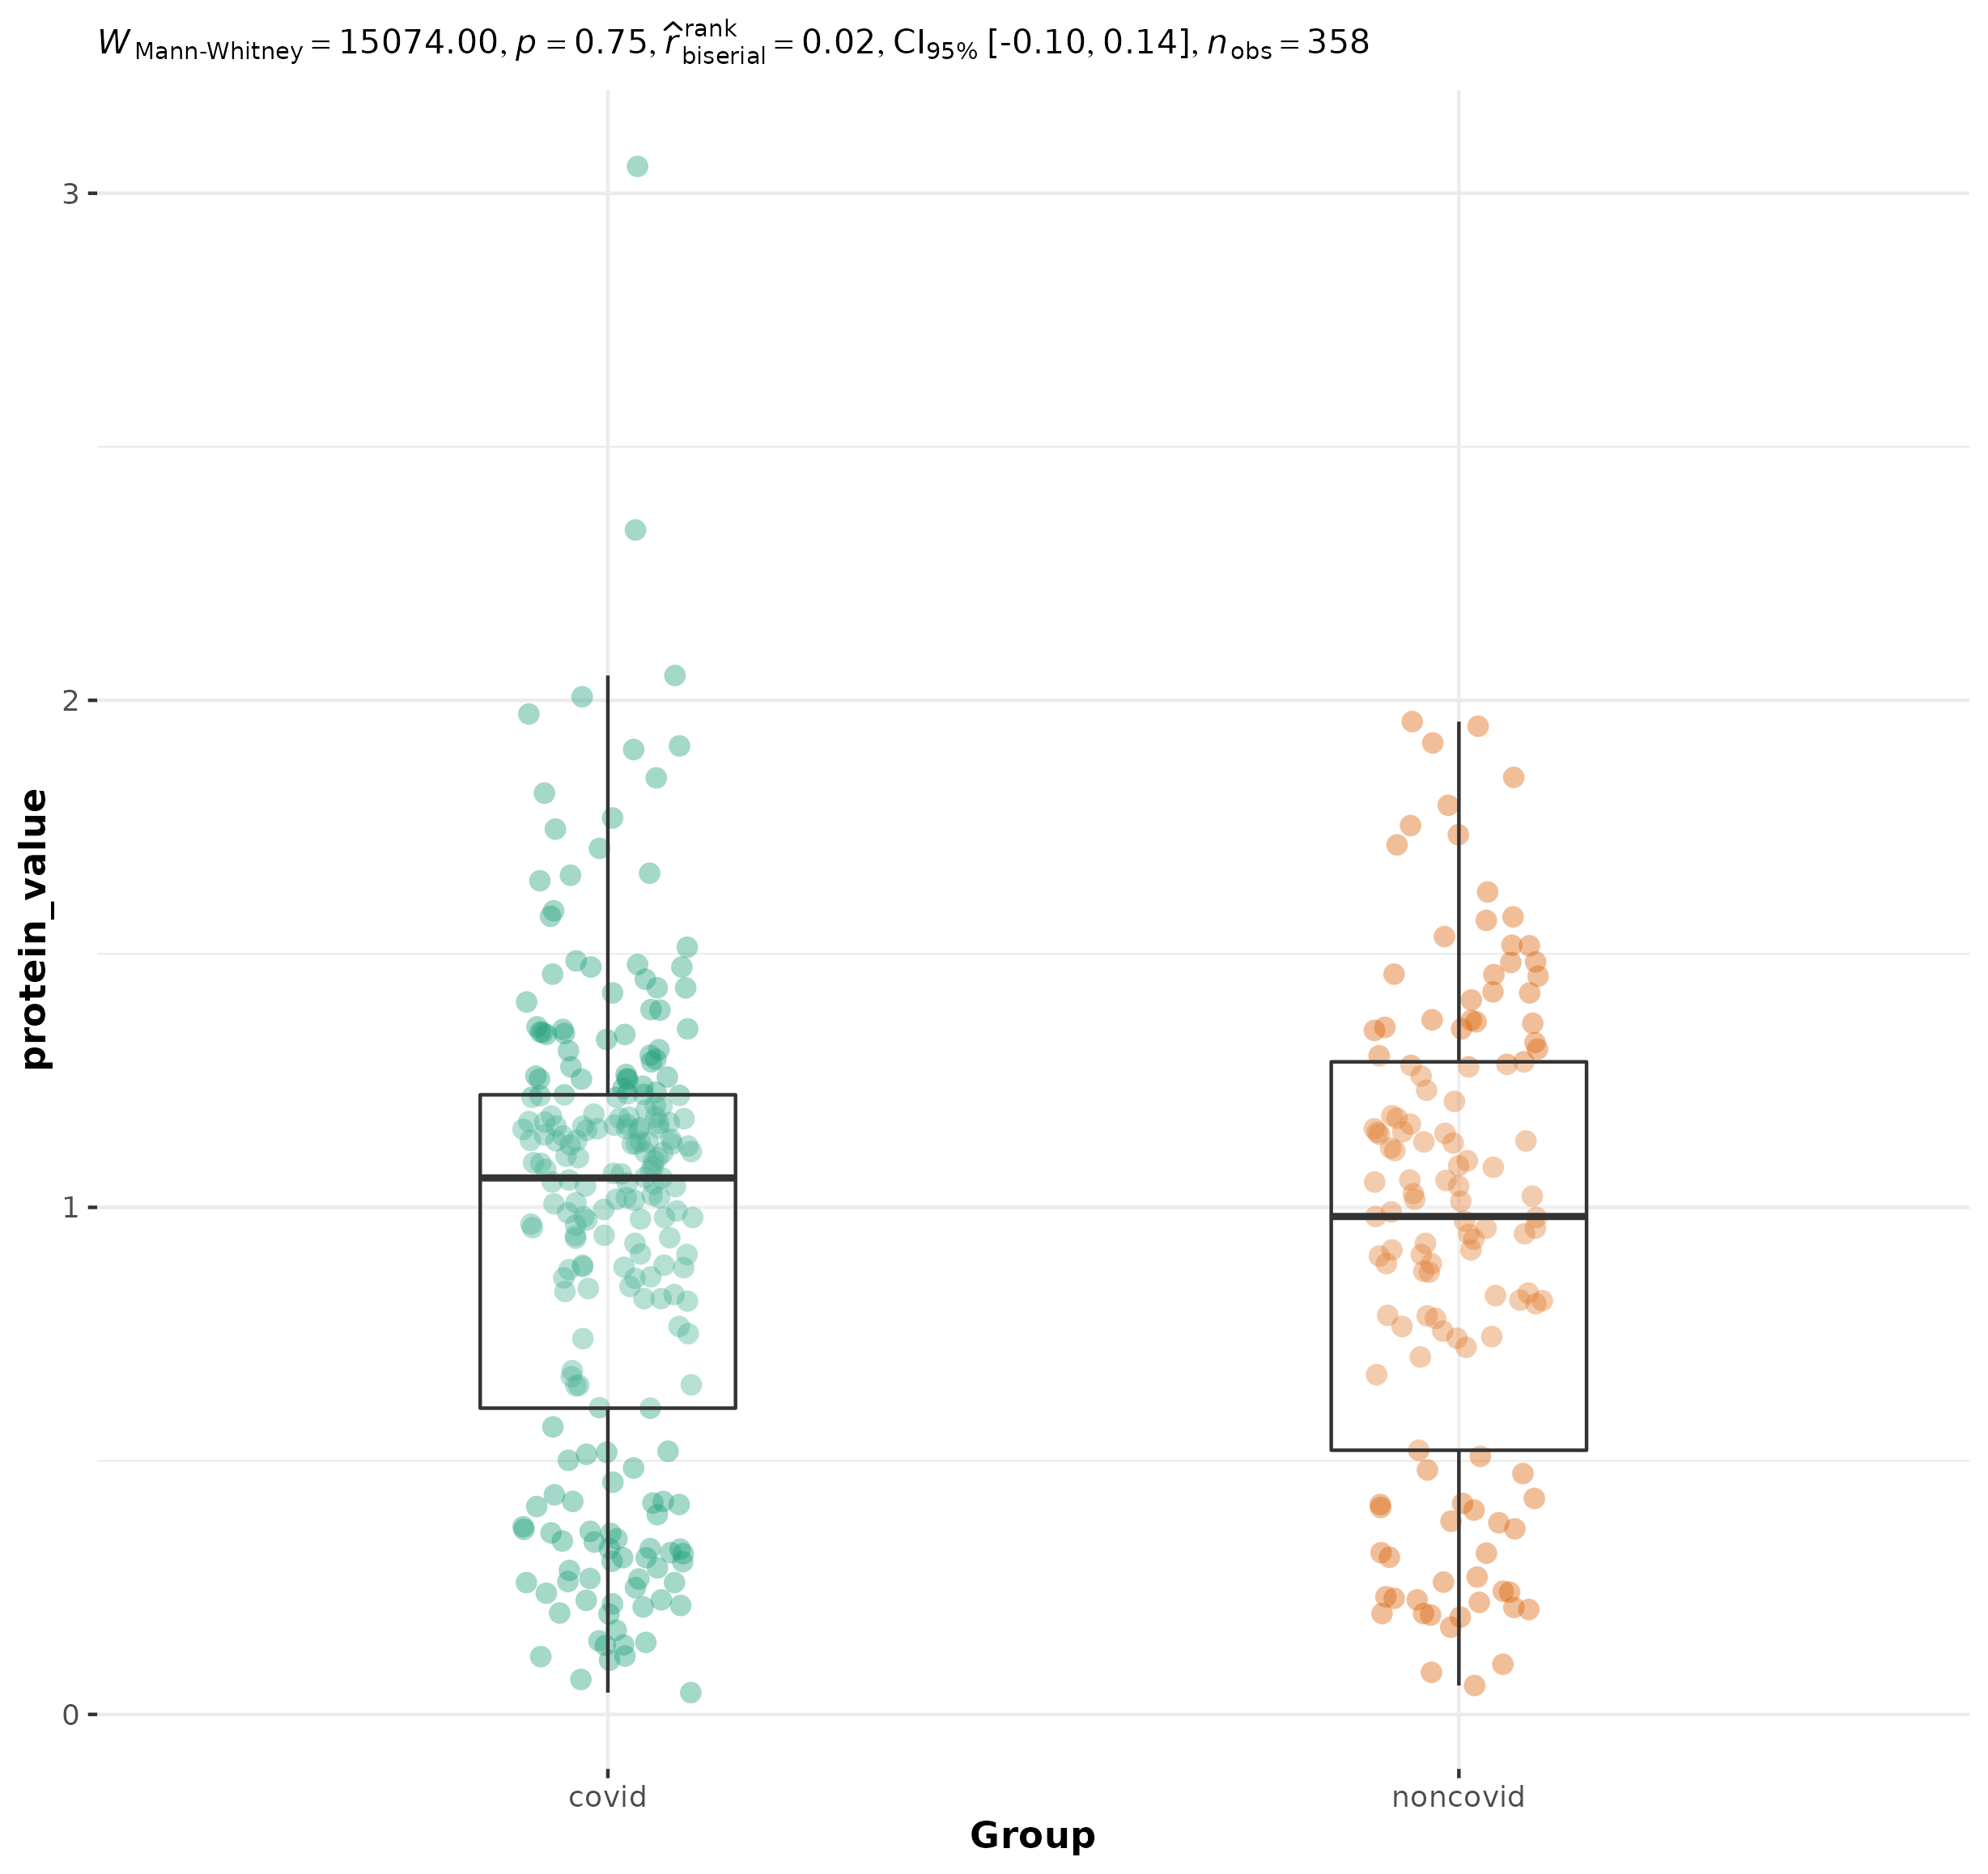 W Mann-Whitney = 15074.00, p = 0.75, r̂ rank biserial = 0.02, CI95% [-0.10, 0.14], n obs = 358
3
2
1
0
protein_value
covid noncovid
Group